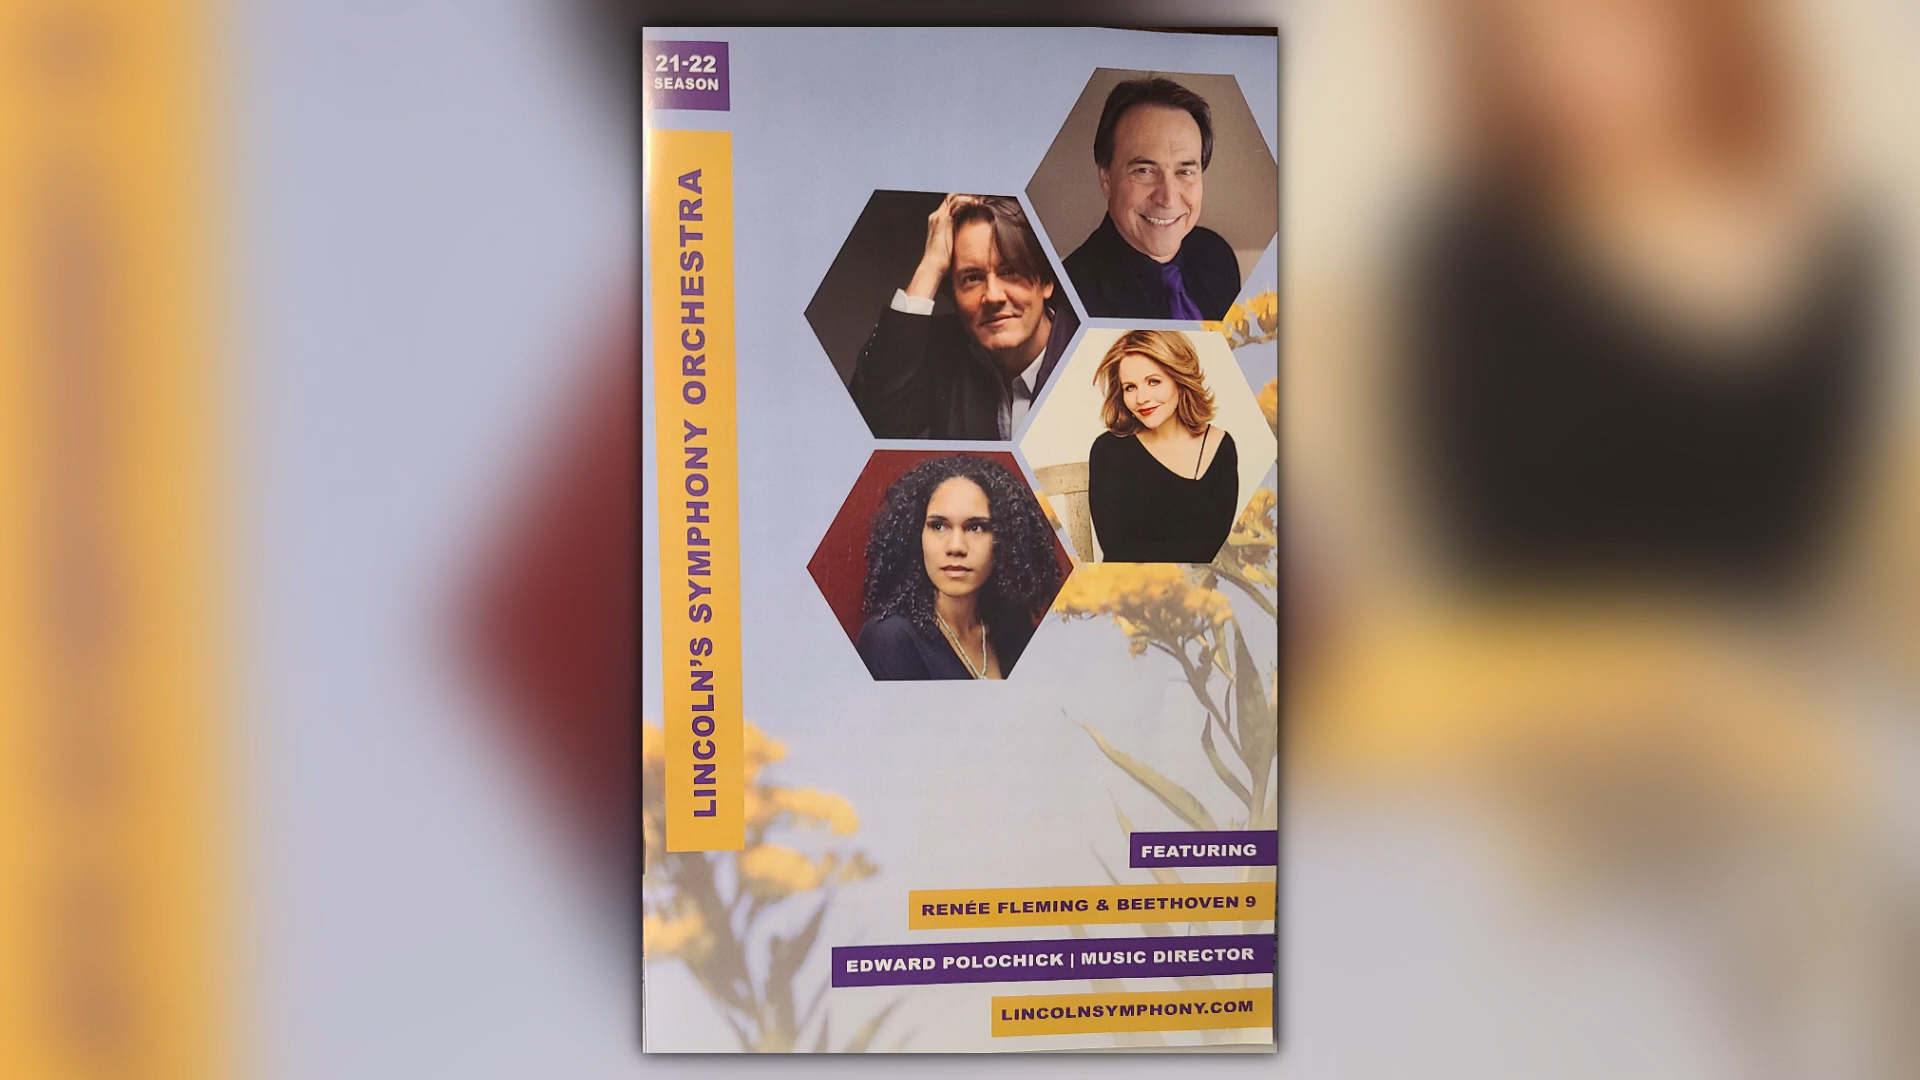 21-22
SEASON
LINCOLN'S SYMPHONY ORCHESTRA
FEATURING
RENÉE FLEMING & BEETHOVEN 9
EDWARD POLOCHICK | MUSIC DIRECTOR
LINCOLNSYMPHONY.COM